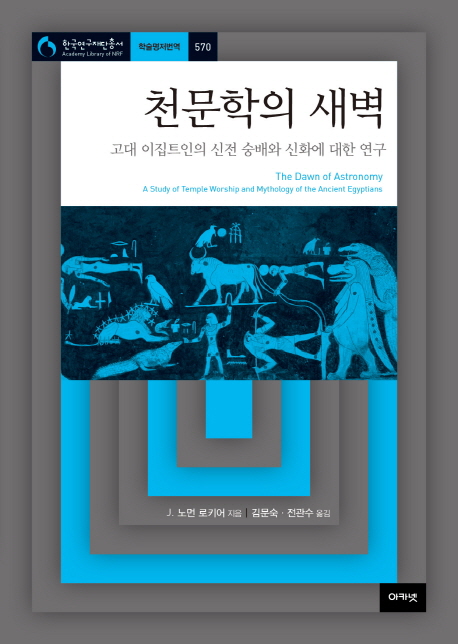 한국연구재단총서
Academy Library of NRF
학술명저번역
570
천문학의 새벽
고대 이집트인의 신전 숭배와 신화에 대한 연구
The Dawn of Astronomy
A Study of Temple Worship and Mythology of the Ancient Egyptians
J. 노먼 로키어 지음 | 김문숙 · 전관수 옮김
아카넷